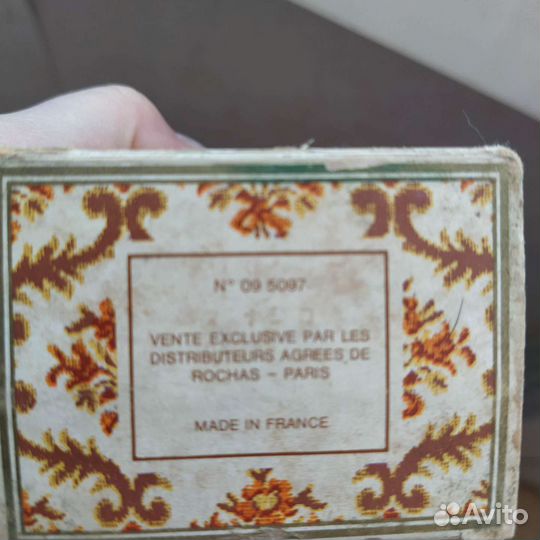 N° 09 5097
VENTE EXCLUSIVE PAR LES
DISTRIBUTEURS AGREES DE
ROCHAS – PARIS
MADE IN FRANCE
Avito